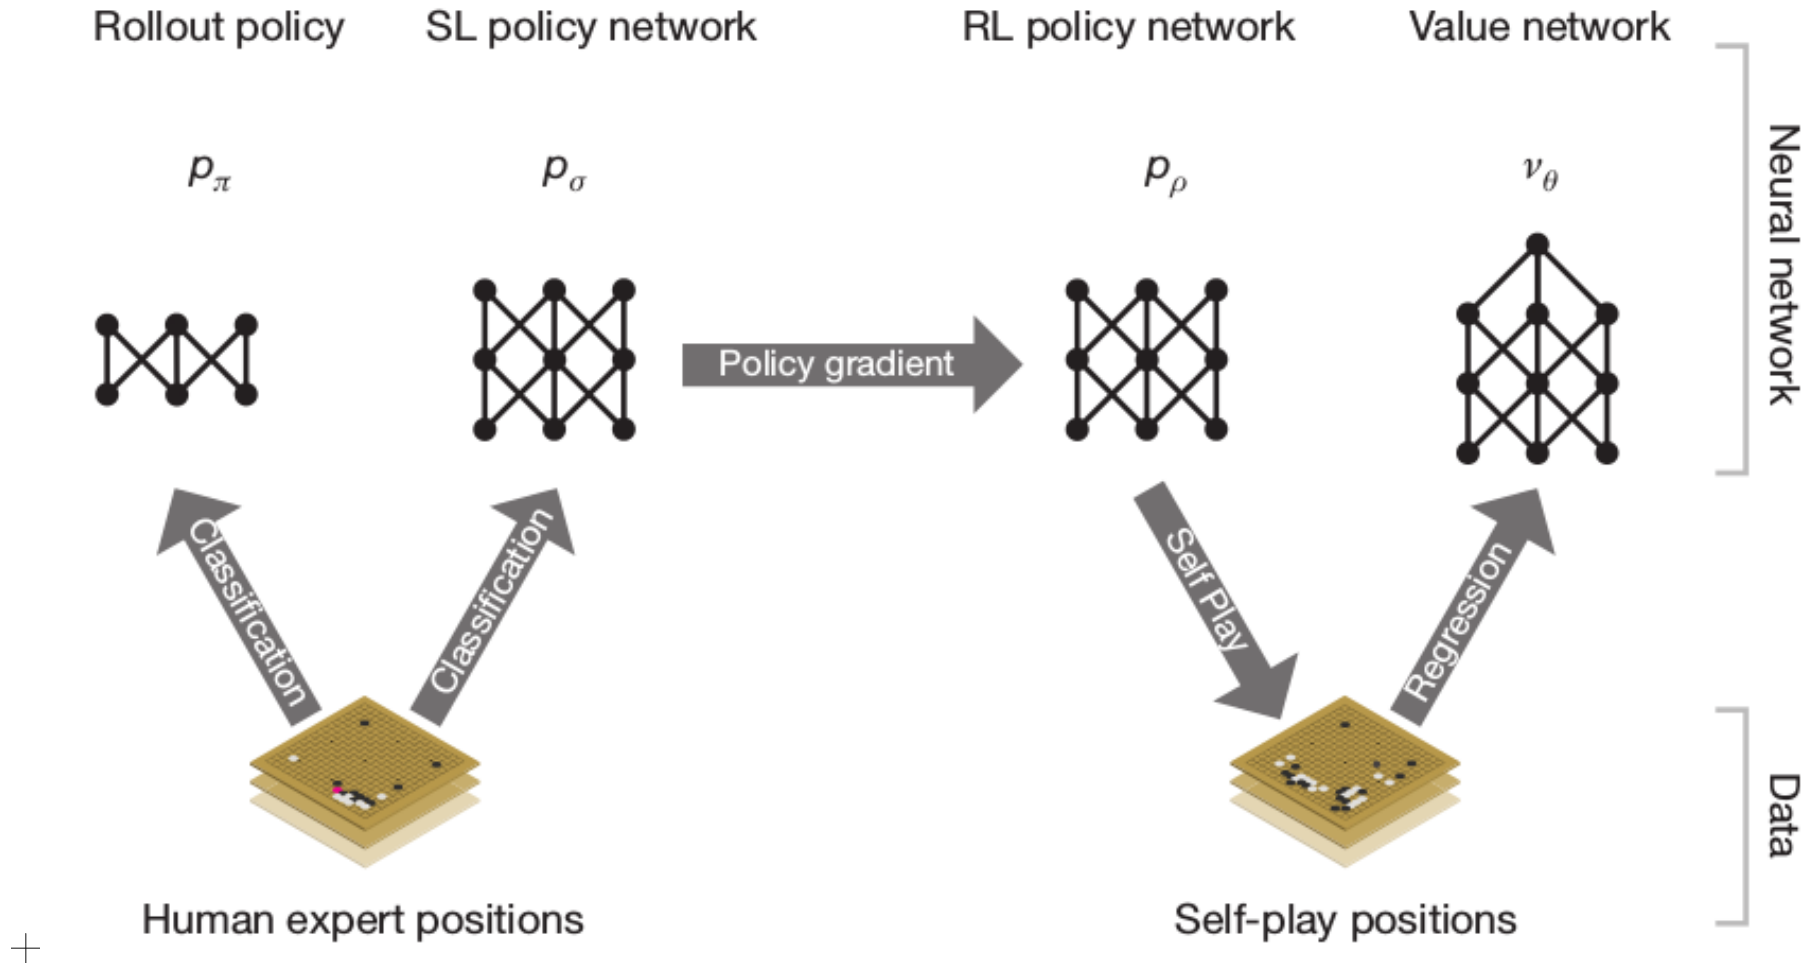 Rollout policy
SL policy network
RL policy network
Value network
pπ
pσ
pρ
νθ
Neural network
Policy gradient
Classification
Classification
Self Play
Regression
Data
Human expert positions
Self-play positions